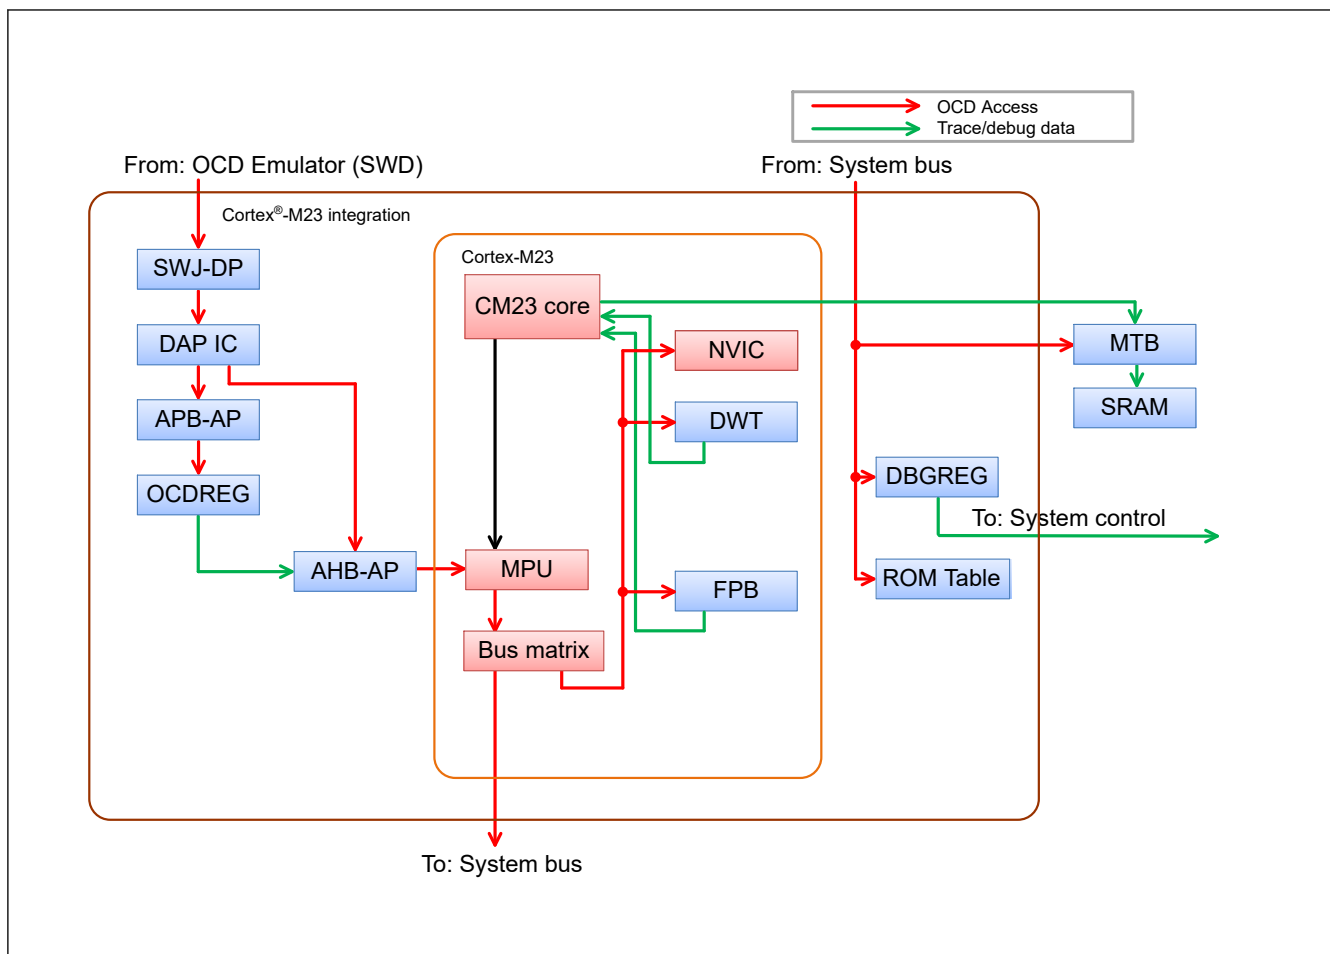 OCD Access
Trace/debug data
From: OCD Emulator (SWD)
From: System bus
Cortex®-M23 integration
Cortex-M23
SWJ-DP
CM23 core
DAP IC
NVIC
MTB
APB-AP
DWT
SRAM
OCDREG
DBGREG
To: System control
AHB-AP
MPU
FPB
ROM Table
Bus matrix
To: System bus